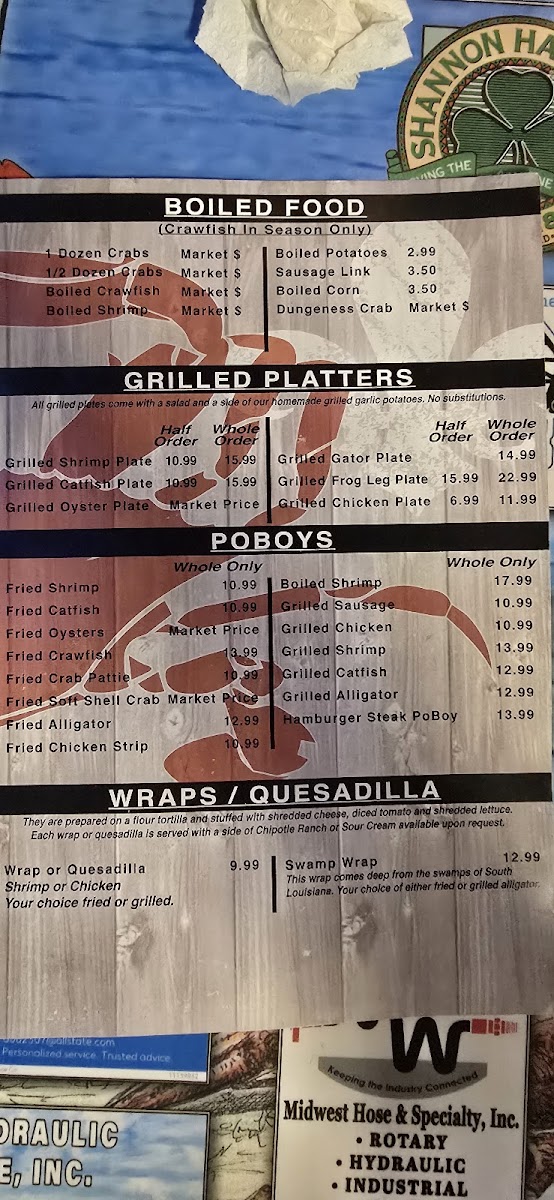 SHANNON HA
VING THE
BOILED FOOD
(Crawfish In Season Only)
1 Dozen Crabs Market $
1/2 Dozen Crabs Market $
Boiled Crawfish Market $
Boiled Shrimp Market $
Boiled Potatoes 2.99
Sausage Link 3.50
Boiled Corn 3.50
Dungeness Crab Market $
GRILLED PLATTERS
All grilled plates come with a salad and a side of our homemade grilled garlic potatoes. No substitutions.
Half Order Whole Order
Grilled Shrimp Plate 10.99 15.99
Grilled Catfish Plate 10.99 15.99
Grilled Oyster Plate Market Price
Half Order Whole Order
Grilled Gator Plate 14.99
Grilled Frog Leg Plate 15.99 22.99
Grilled Chicken Plate 6.99 11.99
POBOYS
Whole Only
Fried Shrimp 10.99
Fried Catfish 10.99
Fried Oysters Market Price
Fried Crawfish 13.99
Fried Crab Pattie 10.99
Fried Soft Shell Crab Market Price
Fried Alligator 12.99
Fried Chicken Strip 10.99
Whole Only
Boiled Shrimp 17.99
Grilled Sausage 10.99
Grilled Chicken 10.99
Grilled Shrimp 13.99
Grilled Catfish 12.99
Grilled Alligator 12.99
Hamburger Steak PoBoy 13.99
WRAPS / QUESADILLA
They are prepared on a flour tortilla and stuffed with shredded cheese, diced tomato and shredded lettuce.
Each wrap or quesadilla is served with a side of Chipotle Ranch or Sour Cream available upon request.
Wrap or Quesadilla 9.99
Shrimp or Chicken
Your choice fried or grilled.
Swamp Wrap 12.99
This wrap comes deep from the swamps of South
Louisiana. Your choice of either fried or grilled alligator.
@allstate.com
Personalized service. Trusted advice
DRAULIC
E, INC.
W
Keeping the Industry Connected
Midwest Hose & Specialty, Inc.
• ROTARY
• HYDRAULIC
• INDUSTRIAL